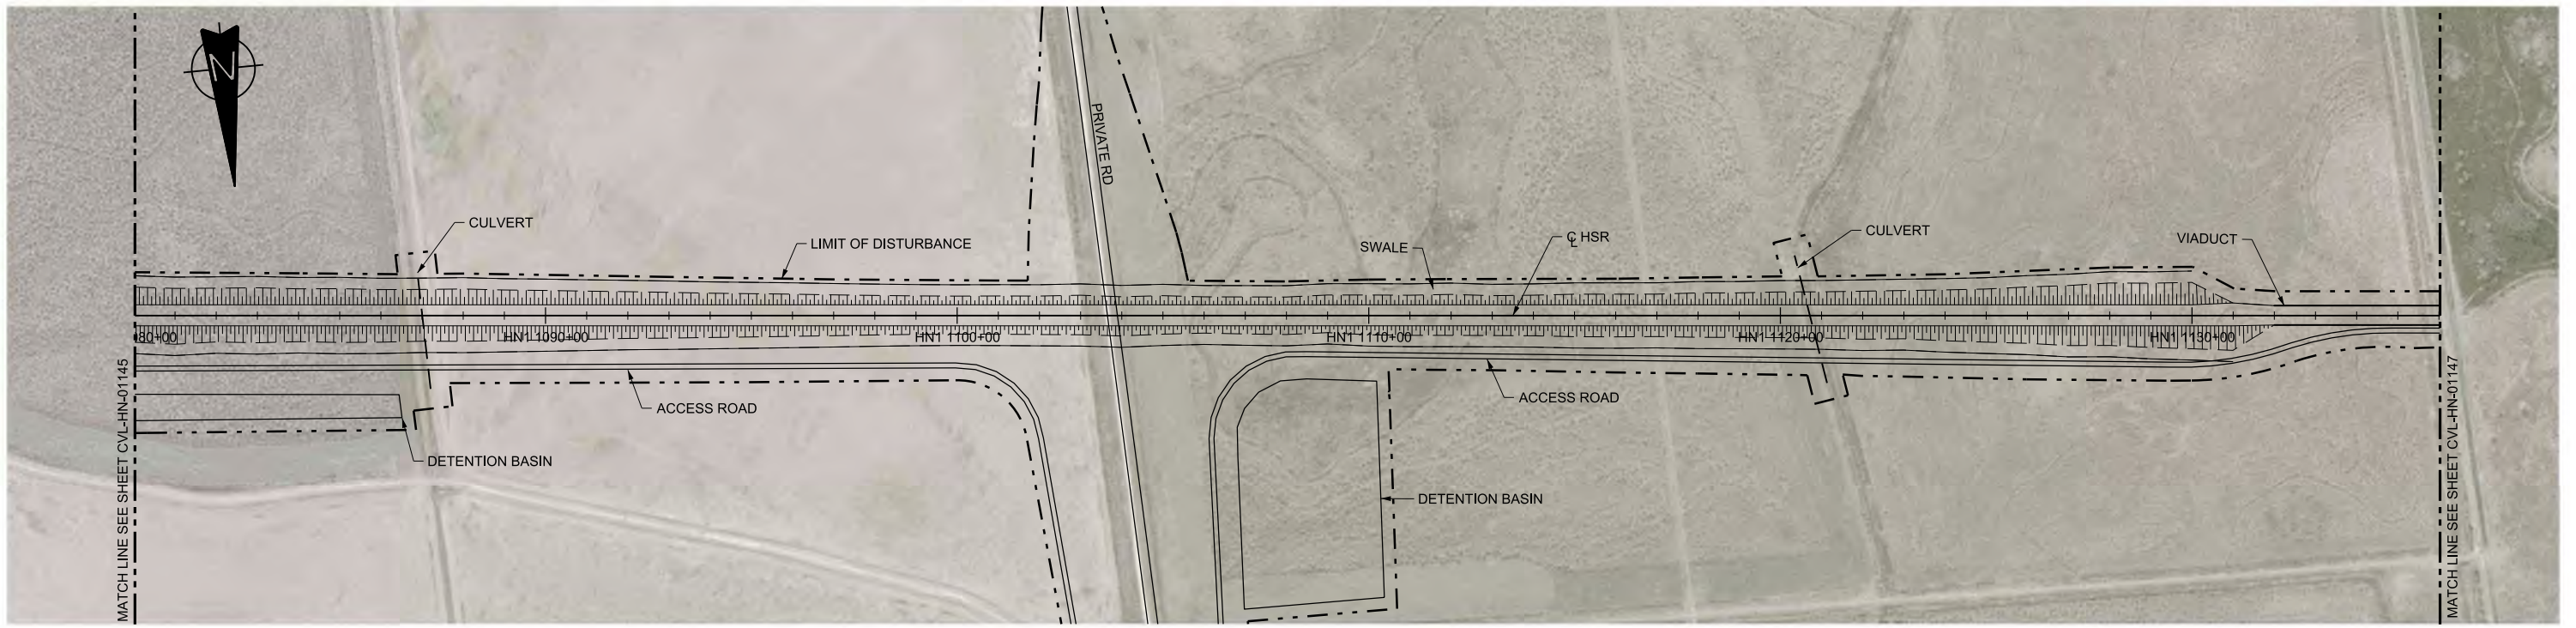 N
PRIVATE RD
CULVERT
LIMIT OF DISTURBANCE
SWALE
CL HSR
CULVERT
VIADUCT
80+00
HN1 1090+00
HN1 1100+00
HN1 1110+00
HN1 1120+00
HN1 1130+00
ACCESS ROAD
ACCESS ROAD
DETENTION BASIN
DETENTION BASIN
MATCH LINE SEE SHEET CVL-HN-01145
MATCH LINE SEE SHEET CVL-HN-01147